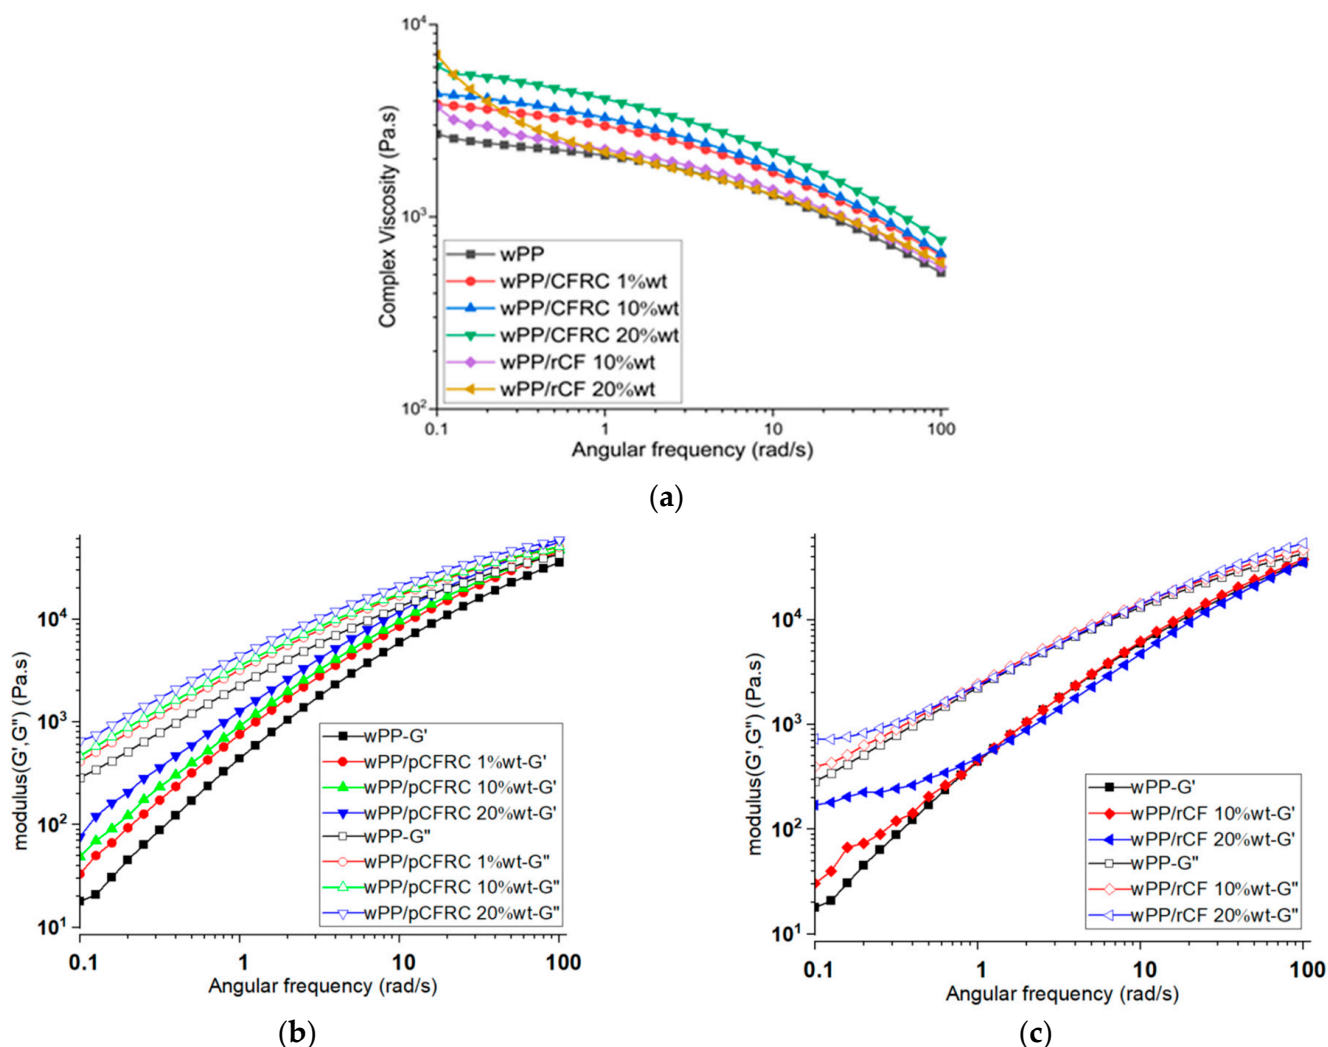 10⁴
10³
10²
Complex Viscosity (Pa.s)
wPP
wPP/CFRC 1%wt
wPP/CFRC 10%wt
wPP/CFRC 20%wt
wPP/rCF 10%wt
wPP/rCF 20%wt
0.1 1 10 100
Angular frequency (rad/s)
(a)
10⁴
10³
10²
10¹
modulus(G',G") (Pa.s)
wPP-G'
wPP/pCFRC 1%wt-G'
wPP/pCFRC 10%wt-G'
wPP/pCFRC 20%wt-G'
wPP-G"
wPP/pCFRC 1%wt-G"
wPP/pCFRC 10%wt-G"
wPP/pCFRC 20%wt-G"
0.1 1 10 100
Angular frequency (rad/s)
(b)
10⁴
10³
10²
10¹
modulus(G',G") (Pa.s)
wPP-G'
wPP/rCF 10%wt-G'
wPP/rCF 20%wt-G'
wPP-G"
wPP/rCF 10%wt-G"
wPP/rCF 20%wt-G"
0.1 1 10 100
Angular frequency (rad/s)
(c)